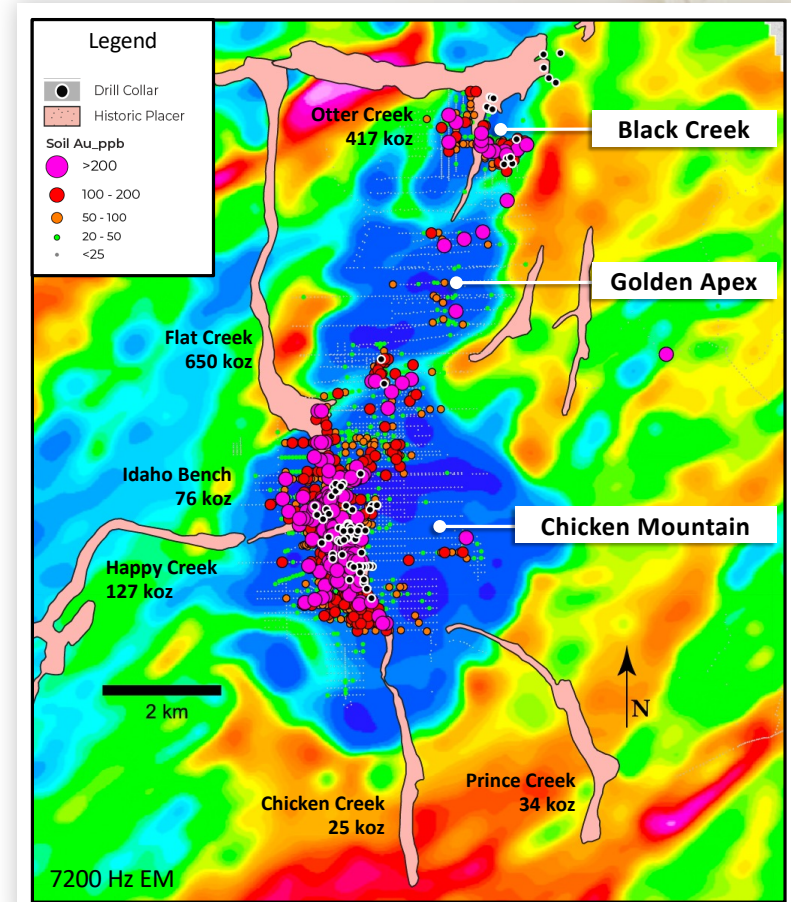 Legend
Drill Collar
Historic Placer
Soil Au_ppb
>200
100 - 200
50 - 100
20 - 50
<25
Otter Creek
417 koz
Black Creek
Golden Apex
Flat Creek
650 koz
Idaho Bench
76 koz
Chicken Mountain
Happy Creek
127 koz
2 km
N
Prince Creek
34 koz
Chicken Creek
25 koz
7200 Hz EM